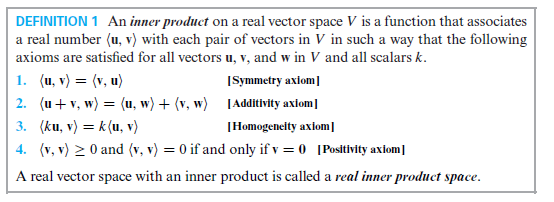 DEFINITION 1 An inner product on a real vector space V is a function that associates
a real number ⟨u, v⟩ with each pair of vectors in V in such a way that the following
axioms are satisfied for all vectors u, v, and w in V and all scalars k.
1. ⟨u, v⟩ = ⟨v, u⟩ [Symmetry axiom]
2. ⟨u + v, w⟩ = ⟨u, w⟩ + ⟨v, w⟩ [Additivity axiom]
3. ⟨ku, v⟩ = k⟨u, v⟩ [Homogeneity axiom]
4. ⟨v, v⟩ ≥ 0 and ⟨v, v⟩ = 0 if and only if v = 0 [Positivity axiom]
A real vector space with an inner product is called a real inner product space.